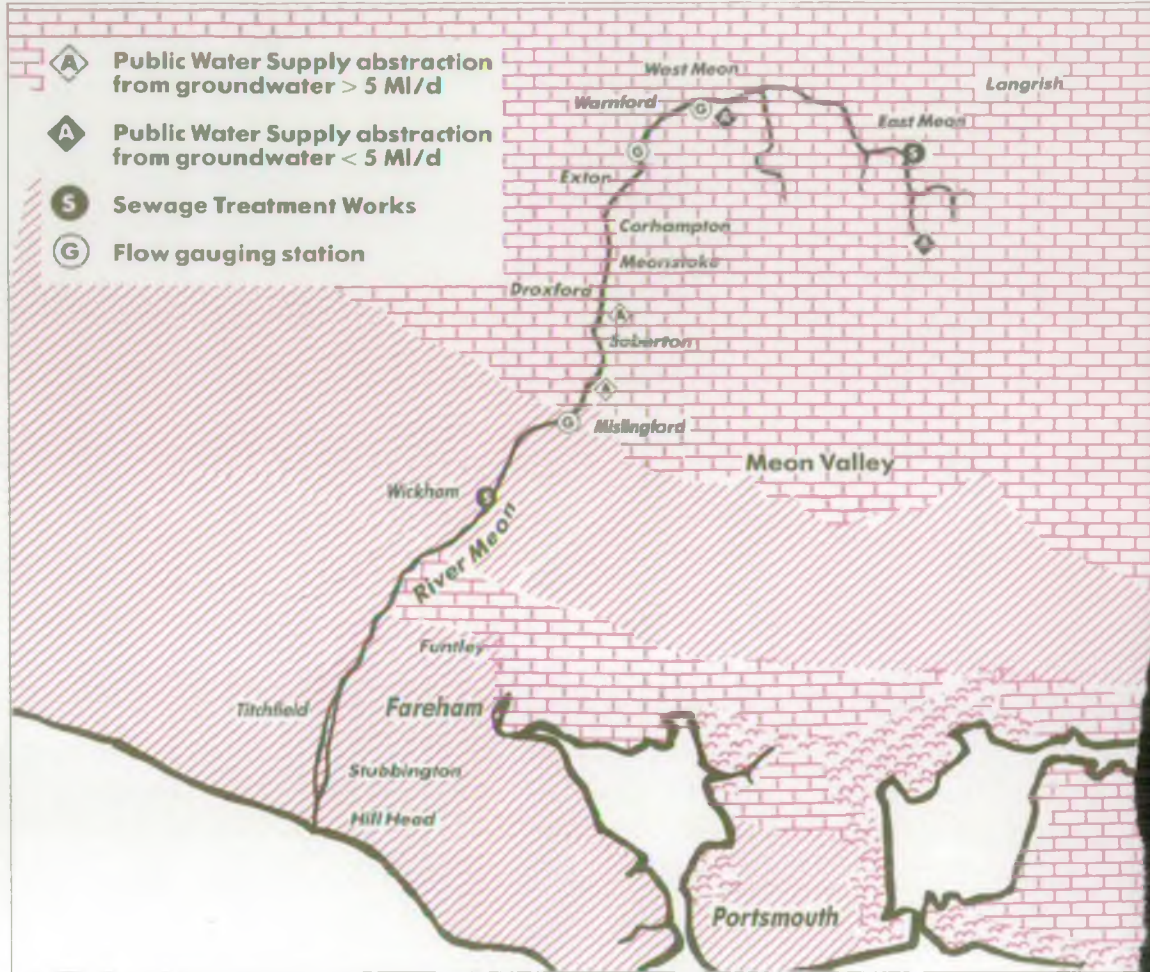 A Public Water Supply abstraction
from groundwater > 5 Ml/d
A Public Water Supply abstraction
from groundwater < 5 Ml/d
S Sewage Treatment Works
G Flow gauging station
West Meon
Langrish
Warnford
G
A
East Meon
G
S
Exton
Corhampton
A
Meonstoke
Droxford
A
Soberton
A
G
Mislingford
Meon Valley
Wickham
S
River Meon
Funtley
Titchfield
Fareham
Stubbington
Hill Head
Portsmouth